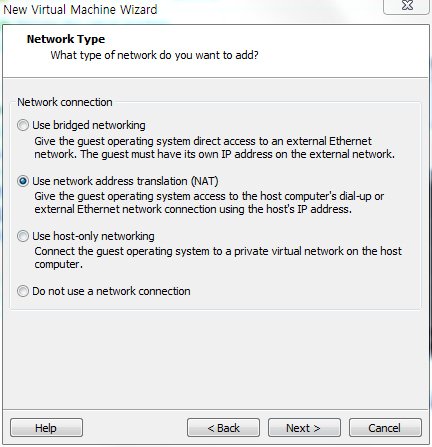 New Virtual Machine Wizard
Network Type
What type of network do you want to add?
Network connection
Use bridged networking
Give the guest operating system direct access to an external Ethernet
network. The guest must have its own IP address on the external network.
Use network address translation (NAT)
Give the guest operating system access to the host computer's dial-up or
external Ethernet network connection using the host's IP address.
Use host-only networking
Connect the guest operating system to a private virtual network on the host
computer.
Do not use a network connection
Help
< Back
Next >
Cancel